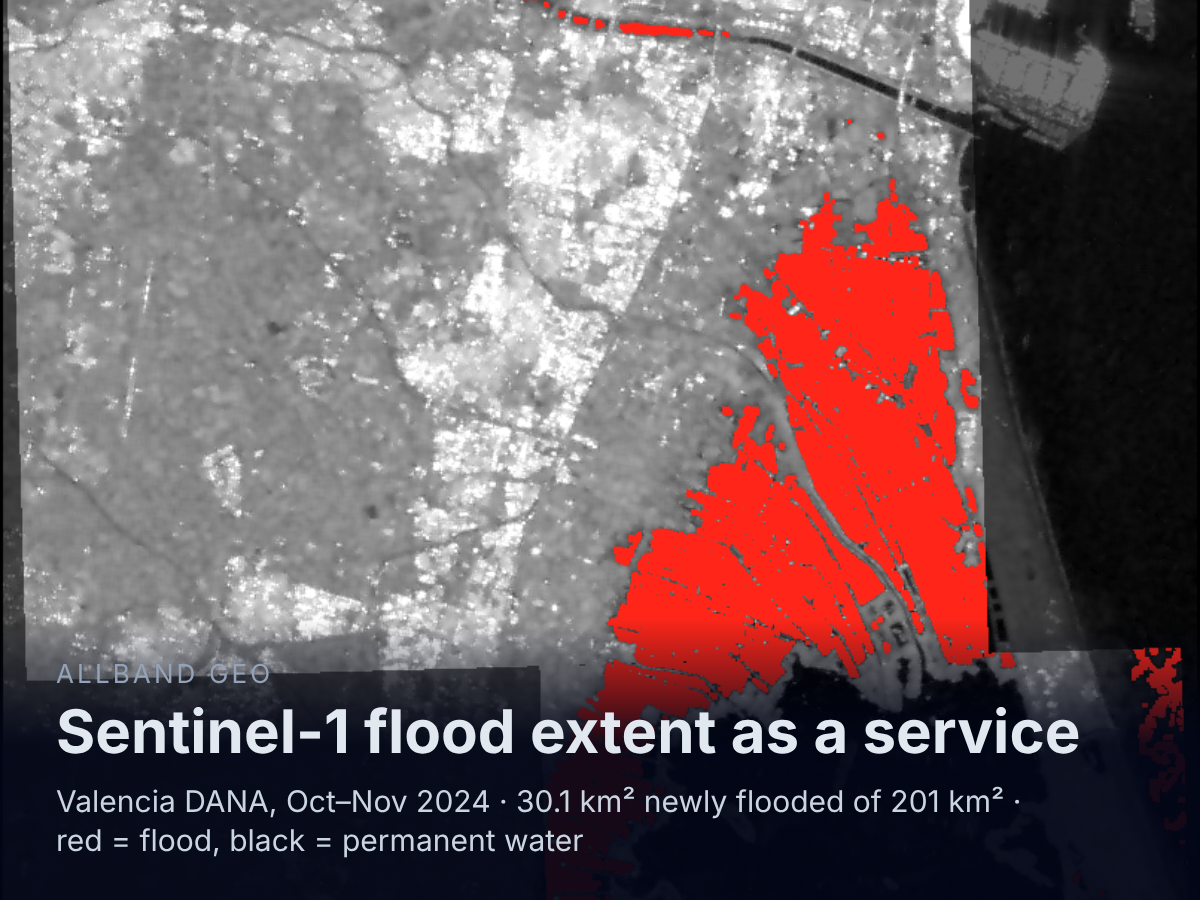 ALLBAND GEO
Sentinel-1 flood extent as a service
Valencia DANA, Oct–Nov 2024 · 30.1 km² newly flooded of 201 km² ·
red = flood, black = permanent water